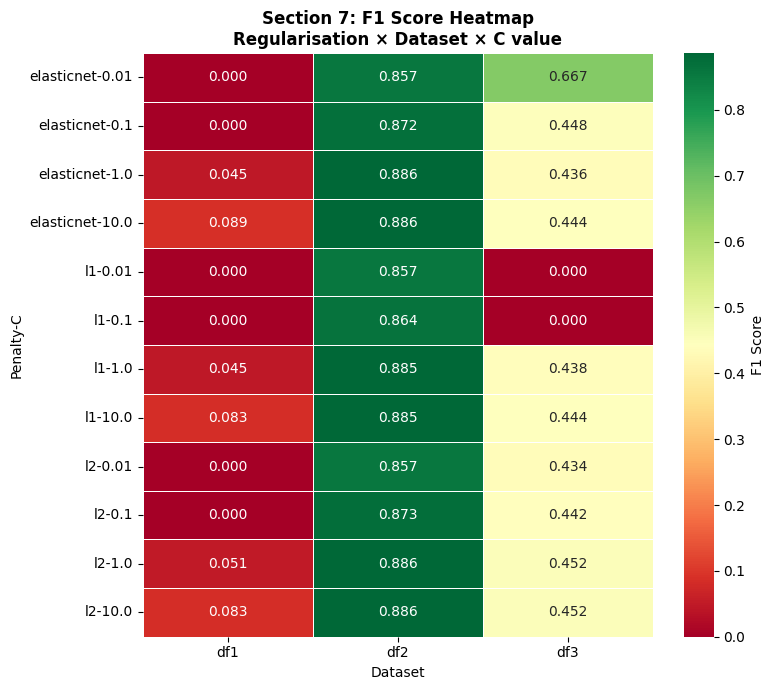 Section 7: F1 Score Heatmap
Regularisation × Dataset × C value
elasticnet-0.01 0.000 0.857 0.667
elasticnet-0.1 0.000 0.872 0.448
elasticnet-1.0 0.045 0.886 0.436
elasticnet-10.0 0.089 0.886 0.444
l1-0.01 0.000 0.857 0.000
l1-0.1 0.000 0.864 0.000
l1-1.0 0.045 0.885 0.438
l1-10.0 0.083 0.885 0.444
l2-0.01 0.000 0.857 0.434
l2-0.1 0.000 0.873 0.442
l2-1.0 0.051 0.886 0.452
l2-10.0 0.083 0.886 0.452
df1 df2 df3
Dataset
Penalty-C
0.8
0.7
0.6
0.5
0.4
0.3
0.2
0.1
0.0
F1 Score